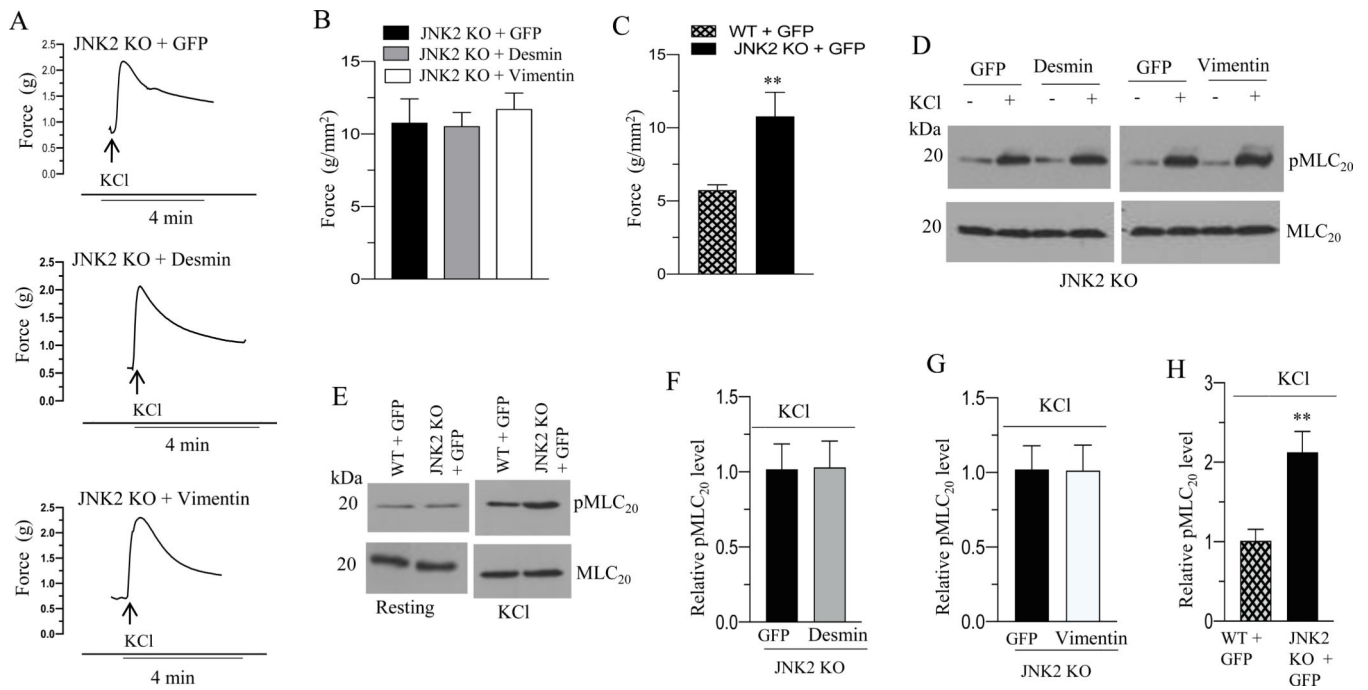 A
JNK2 KO + GFP
Force (g)
2.5
2.0
1.5
1.0
0.5
0.0
KCl
4 min
JNK2 KO + Desmin
Force (g)
2.5
2.0
1.5
1.0
0.5
0.0
KCl
4 min
JNK2 KO + Vimentin
Force (g)
2.5
2.0
1.5
1.0
0.5
0.0
KCl
4 min
B
JNK2 KO + GFP
JNK2 KO + Desmin
JNK2 KO + Vimentin
Force (g/mm²)
15
10
5
0
C
WT + GFP
JNK2 KO + GFP
Force (g/mm²)
15
10
5
0
**
D
GFP Desmin GFP Vimentin
KCl - + - + - + - +
kDa
20 pMLC₂₀
20 MLC₂₀
JNK2 KO
E
WT + GFP
JNK2 KO
+ GFP
WT + GFP
JNK2 KO
+ GFP
kDa
20 pMLC₂₀
20 MLC₂₀
Resting KCl
F
KCl
Relative pMLC₂₀ level
1.5
1.0
0.5
0.0
GFP Desmin
JNK2 KO
G
KCl
Relative pMLC₂₀ level
1.5
1.0
0.5
0.0
GFP Vimentin
JNK2 KO
H
KCl
Relative pMLC₂₀ level
3
2
1
0
**
WT +
GFP
JNK2
KO +
GFP